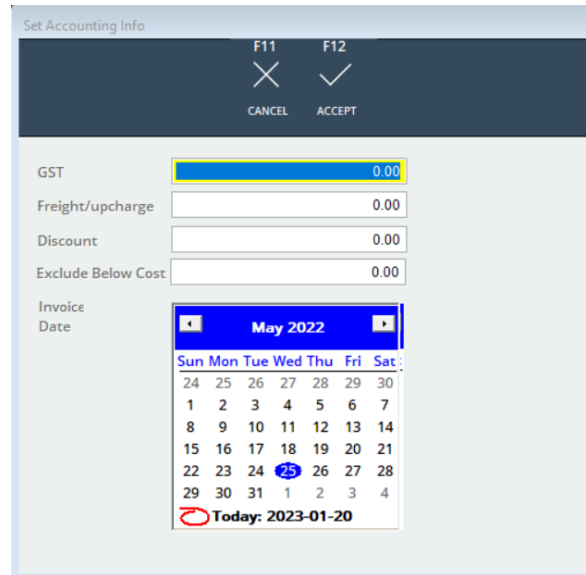 Set Accounting Info
F11 F12
CANCEL ACCEPT
GST 0.00
Freight/upcharge 0.00
Discount 0.00
Exclude Below Cost 0.00
Invoice
Date
May 2022
Sun Mon Tue Wed Thu Fri Sat
24 25 26 27 28 29 30
1 2 3 4 5 6 7
8 9 10 11 12 13 14
15 16 17 18 19 20 21
22 23 24 25 26 27 28
29 30 31 1 2 3 4
Today: 2023-01-20